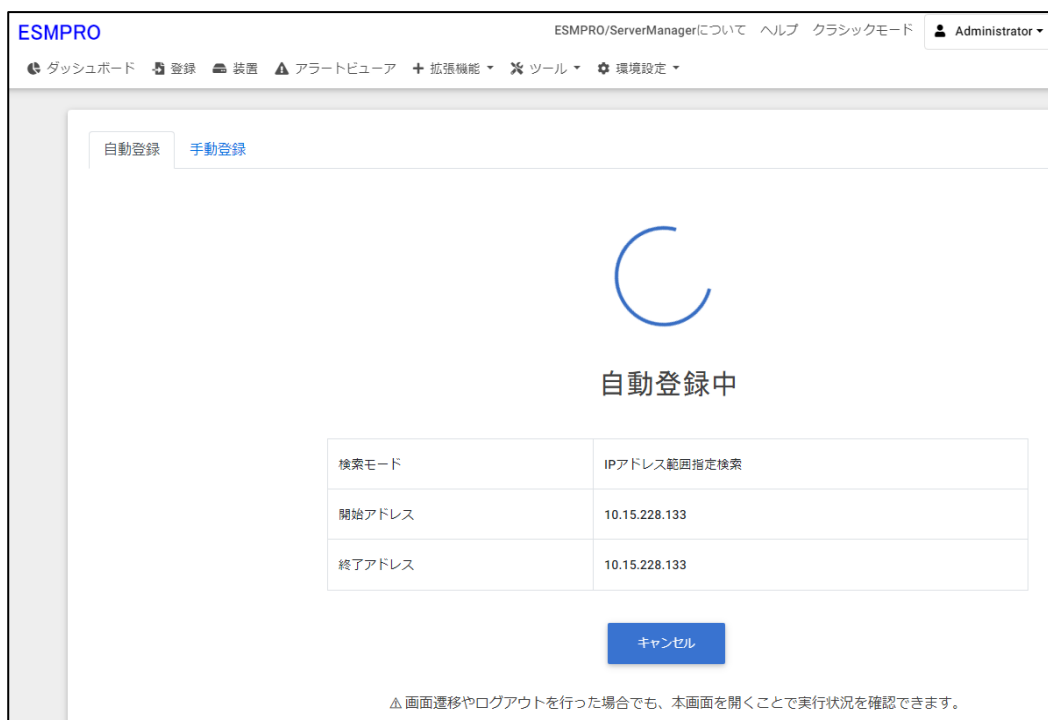 ESMPRO
ESMPRO/ServerManagerについて ヘルプ クラシックモード Administrator
ダッシュボード 登録 装置 アラートビューア 拡張機能 ツール 環境設定
自動登録 手動登録
自動登録中
検索モード IPアドレス範囲指定検索
開始アドレス 10.15.228.133
終了アドレス 10.15.228.133
キャンセル
⚠画面遷移やログアウトを行った場合でも、本画面を開くことで実行状況を確認できます。